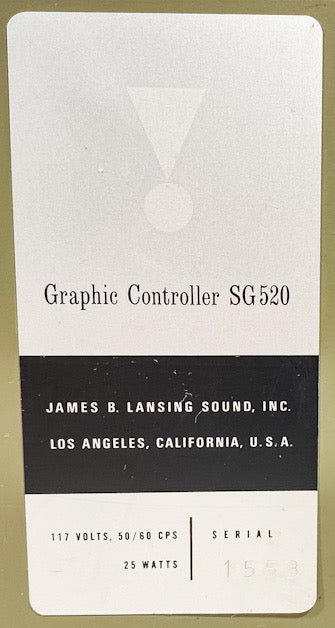 Graphic Controller SG520
JAMES B. LANSING SOUND, INC.
LOS ANGELES, CALIFORNIA, U.S.A.
117 VOLTS, 50/60 CPS
25 WATTS
SERIAL
1553